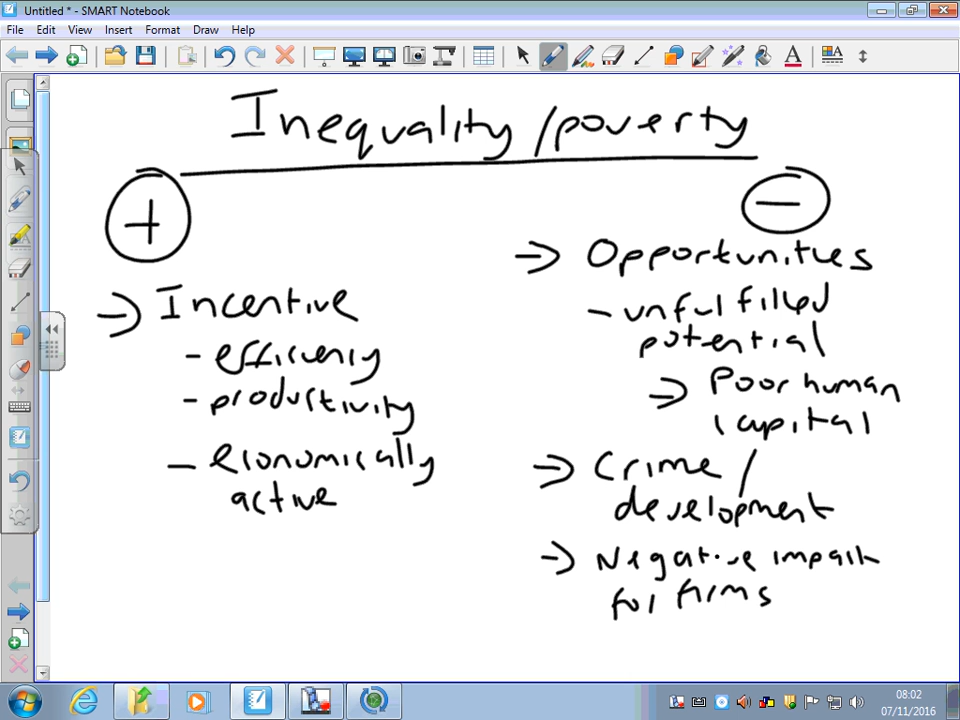 Untitled * - SMART Notebook
File Edit View Insert Format Draw Help
Inequality/poverty
+
-
→ Incentive
- efficiency
- productivity
- economically
active
→ Opportunities
- unfulfilled
potential
→ Poor human
capital
→ Crime/
development
→ Negative impact
for firms
08:02
07/11/2016